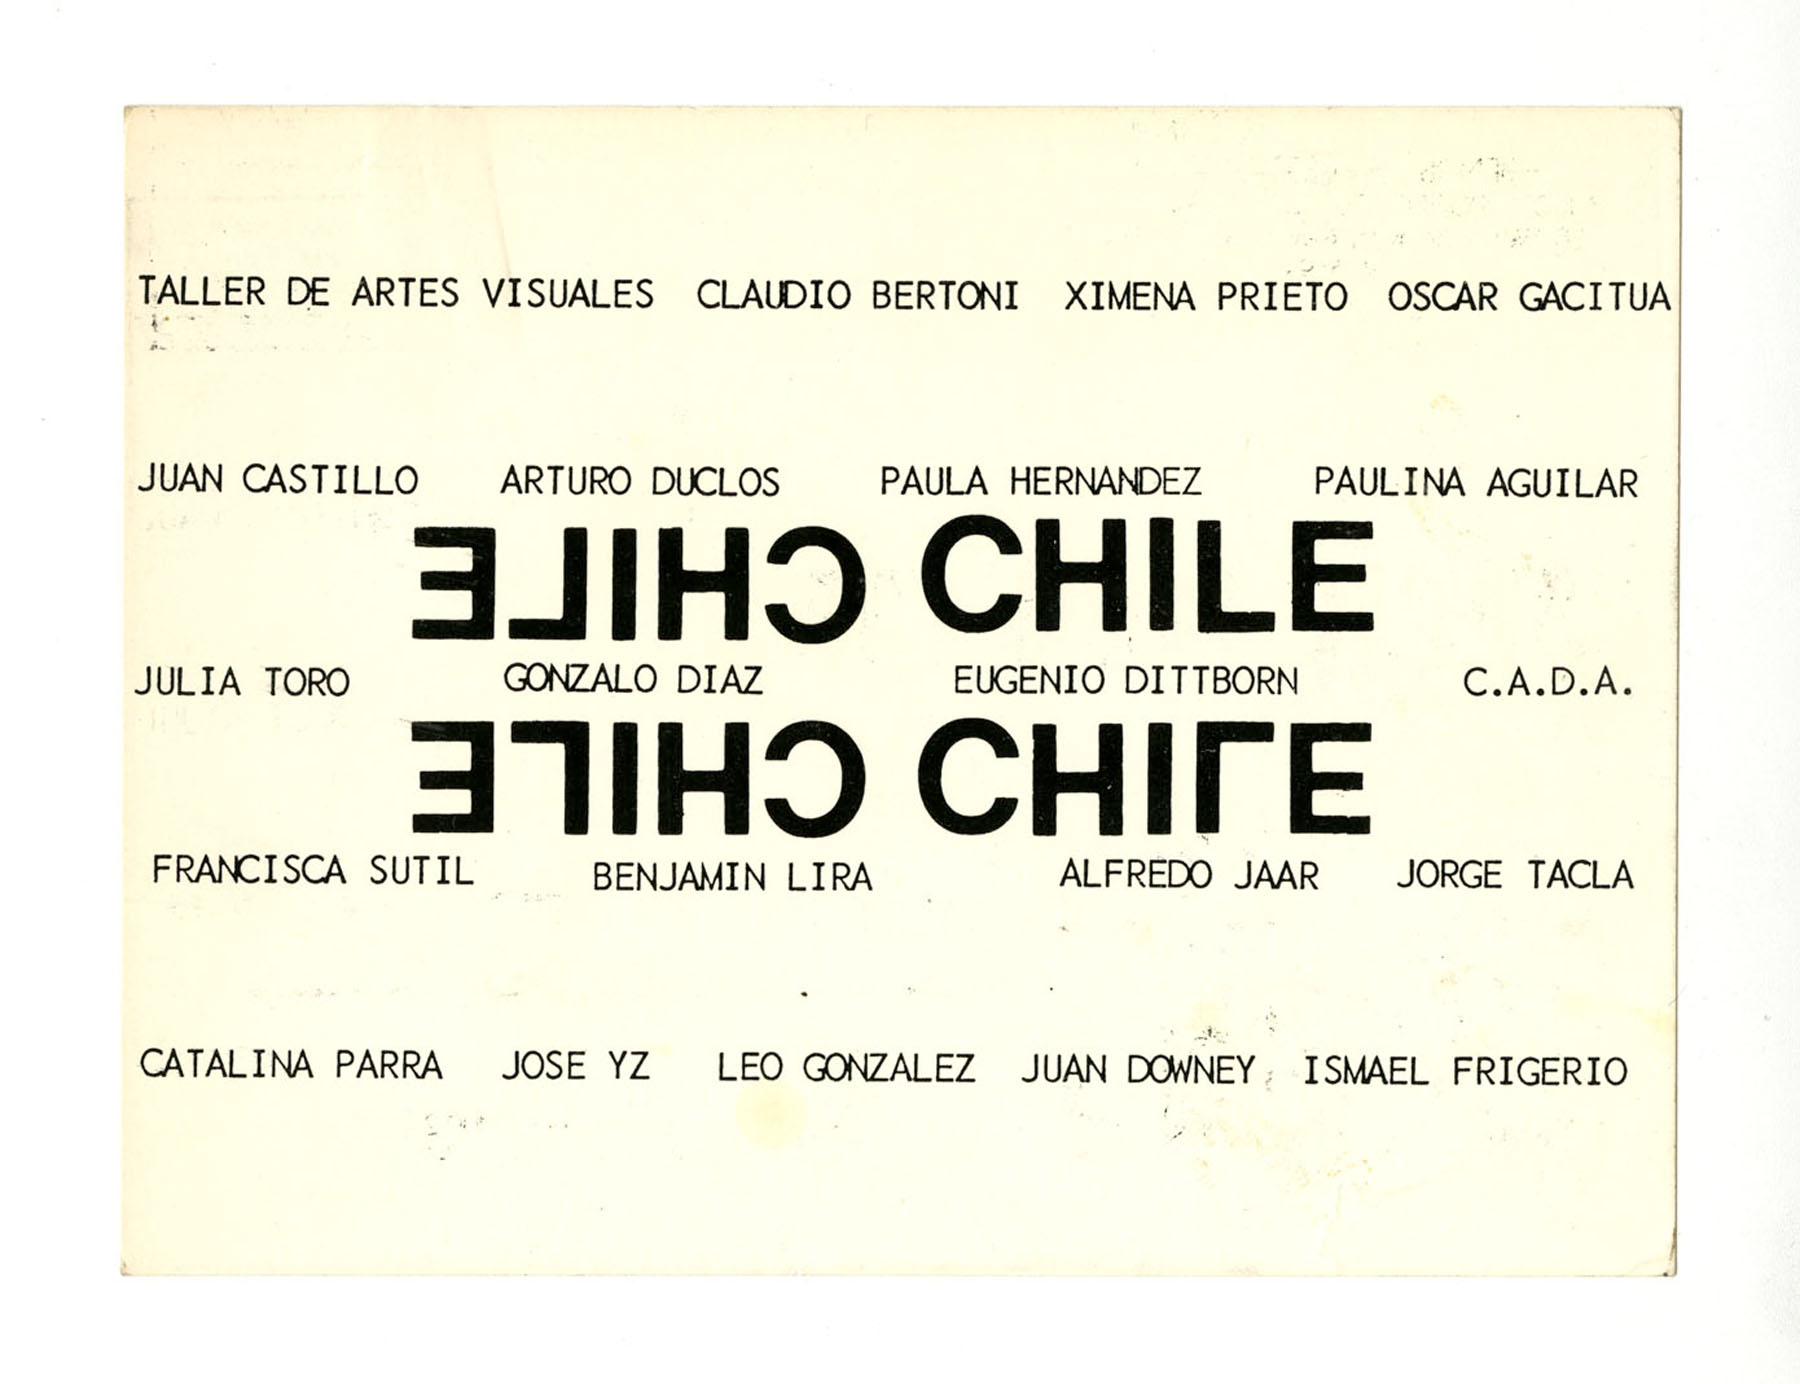 TALLER DE ARTES VISUALES CLAUDIO BERTONI XIMENA PRIETO OSCAR GACITUA
JUAN CASTILLO ARTURO DUCLOS PAULA HERNANDEZ PAULINA AGUILAR
CHILE CHILE
JULIA TORO GONZALO DIAZ EUGENIO DITTBORN C.A.D.A.
CHILE CHILE
FRANCISCA SUTIL BENJAMIN LIRA ALFREDO JAAR JORGE TACLA
CATALINA PARRA JOSE YZ LEO GONZALEZ JUAN DOWNEY ISMAEL FRIGERIO